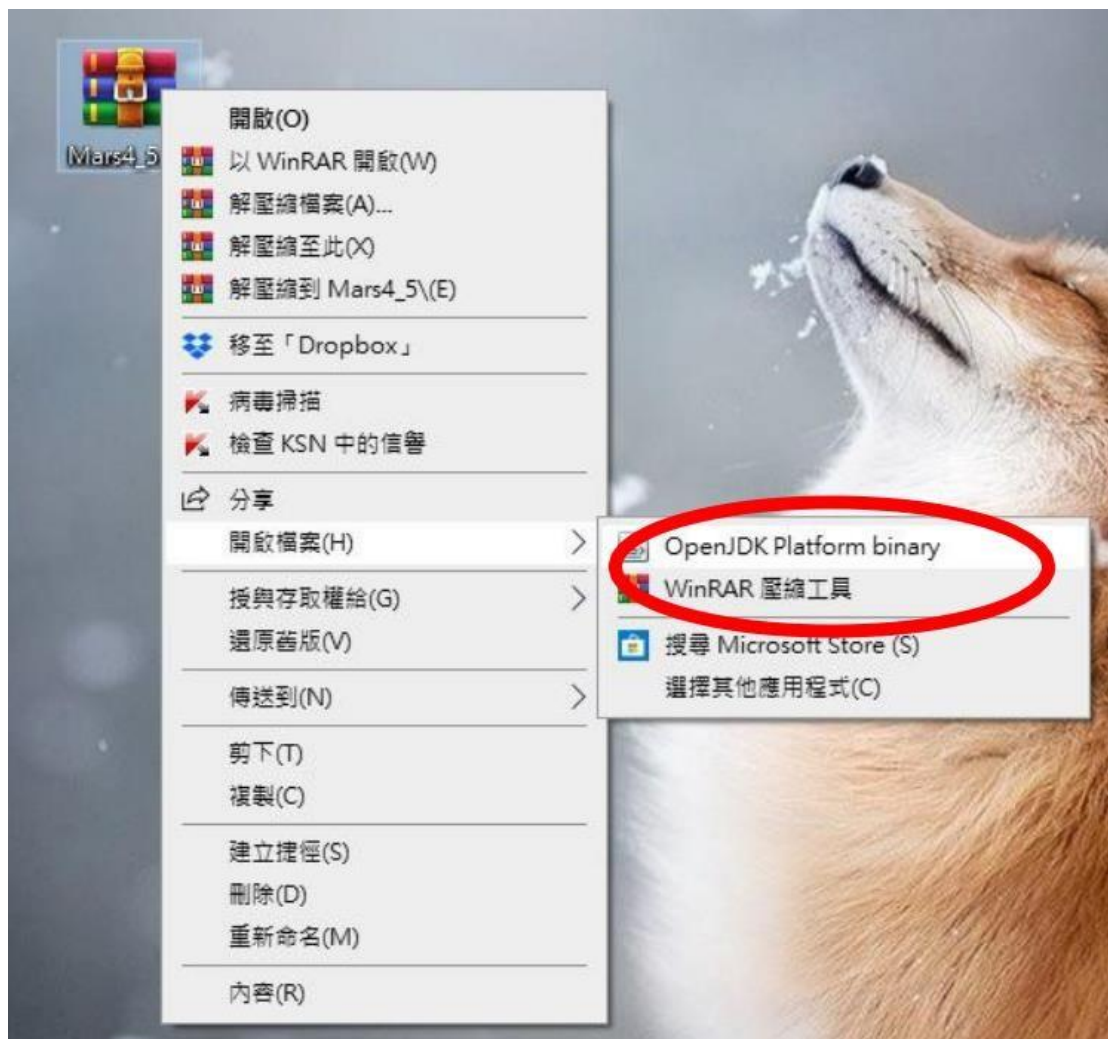 Mars4_5
開啟(O)
以 WinRAR 開啟(W)
解壓縮檔案(A)...
解壓縮至此(X)
解壓縮到 Mars4_5\(E)
移至「Dropbox」
病毒掃描
檢查 KSN 中的信譽
分享
開啟檔案(H)
OpenJDK Platform binary
WinRAR 壓縮工具
搜尋 Microsoft Store (S)
選擇其他應用程式(C)
授與存取權給(G)
還原舊版(V)
傳送到(N)
剪下(T)
複製(C)
建立捷徑(S)
刪除(D)
重新命名(M)
內容(R)